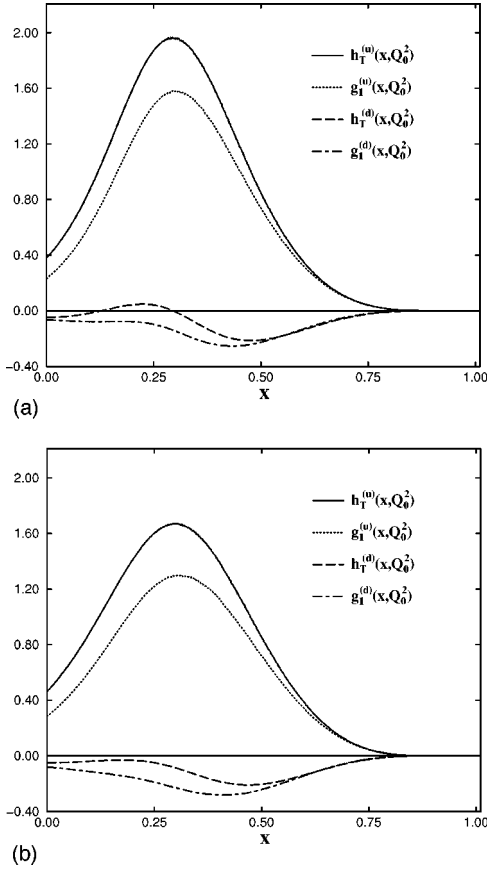 2.00
1.60
1.20
0.80
0.40
0.00
−0.40
h_T^(u)(x,Q_0^2)
g_1^(u)(x,Q_0^2)
h_T^(d)(x,Q_0^2)
g_1^(d)(x,Q_0^2)
0.00 0.25 0.50 0.75 1.00
x
(a)
2.00
1.60
1.20
0.80
0.40
0.00
−0.40
h_T^(u)(x,Q_0^2)
g_1^(u)(x,Q_0^2)
h_T^(d)(x,Q_0^2)
g_1^(d)(x,Q_0^2)
0.00 0.25 0.50 0.75 1.00
x
(b)